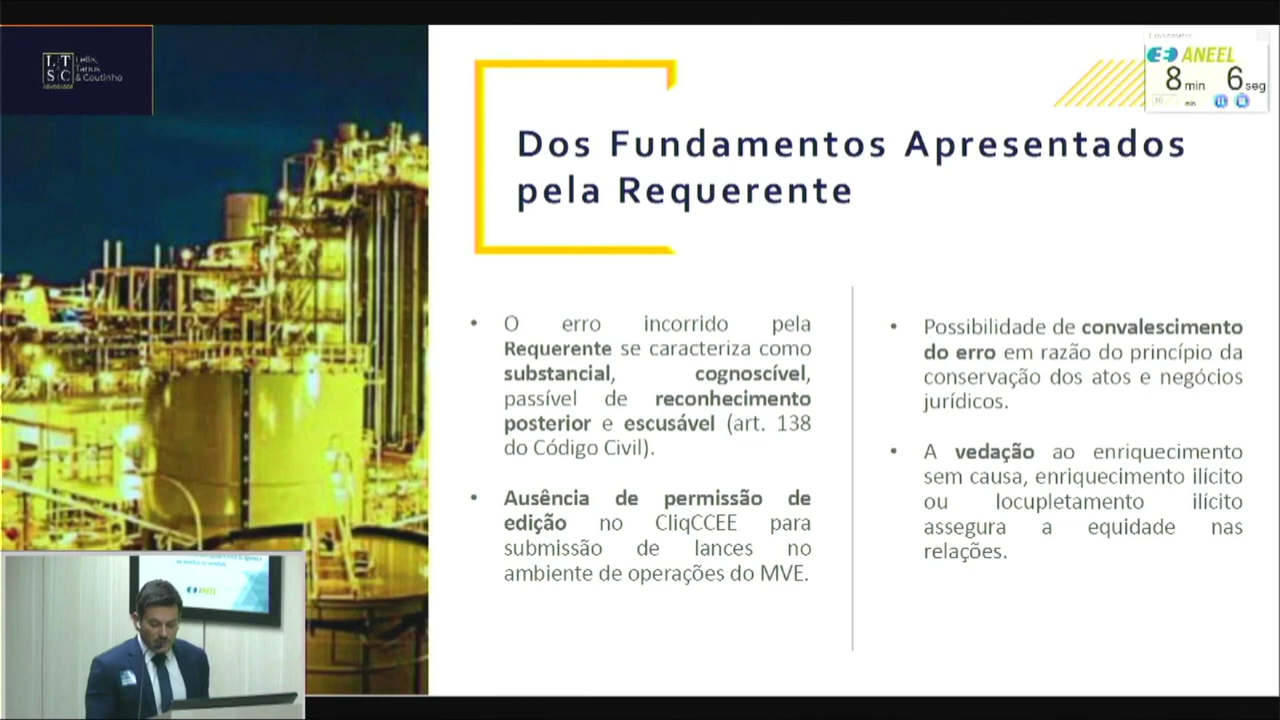 LTSC
& Coutinho
ANEEL
8 min 6 seg
min
Dos Fundamentos Apresentados
pela Requerente
• O erro incorrido pela
Requerente se caracteriza como
substancial, cognoscível,
passível de reconhecimento
posterior e escusável (art. 138
do Código Civil).
• Ausência de permissão de
edição no CliqCCEE para
submissão de lances no
ambiente de operações do MVE.
• Possibilidade de convalescimento
do erro em razão do princípio da
conservação dos atos e negócios
jurídicos.
• A vedação ao enriquecimento
sem causa, enriquecimento ilícito
ou locupletamento ilícito
assegura a equidade nas
relações.
ANEEL